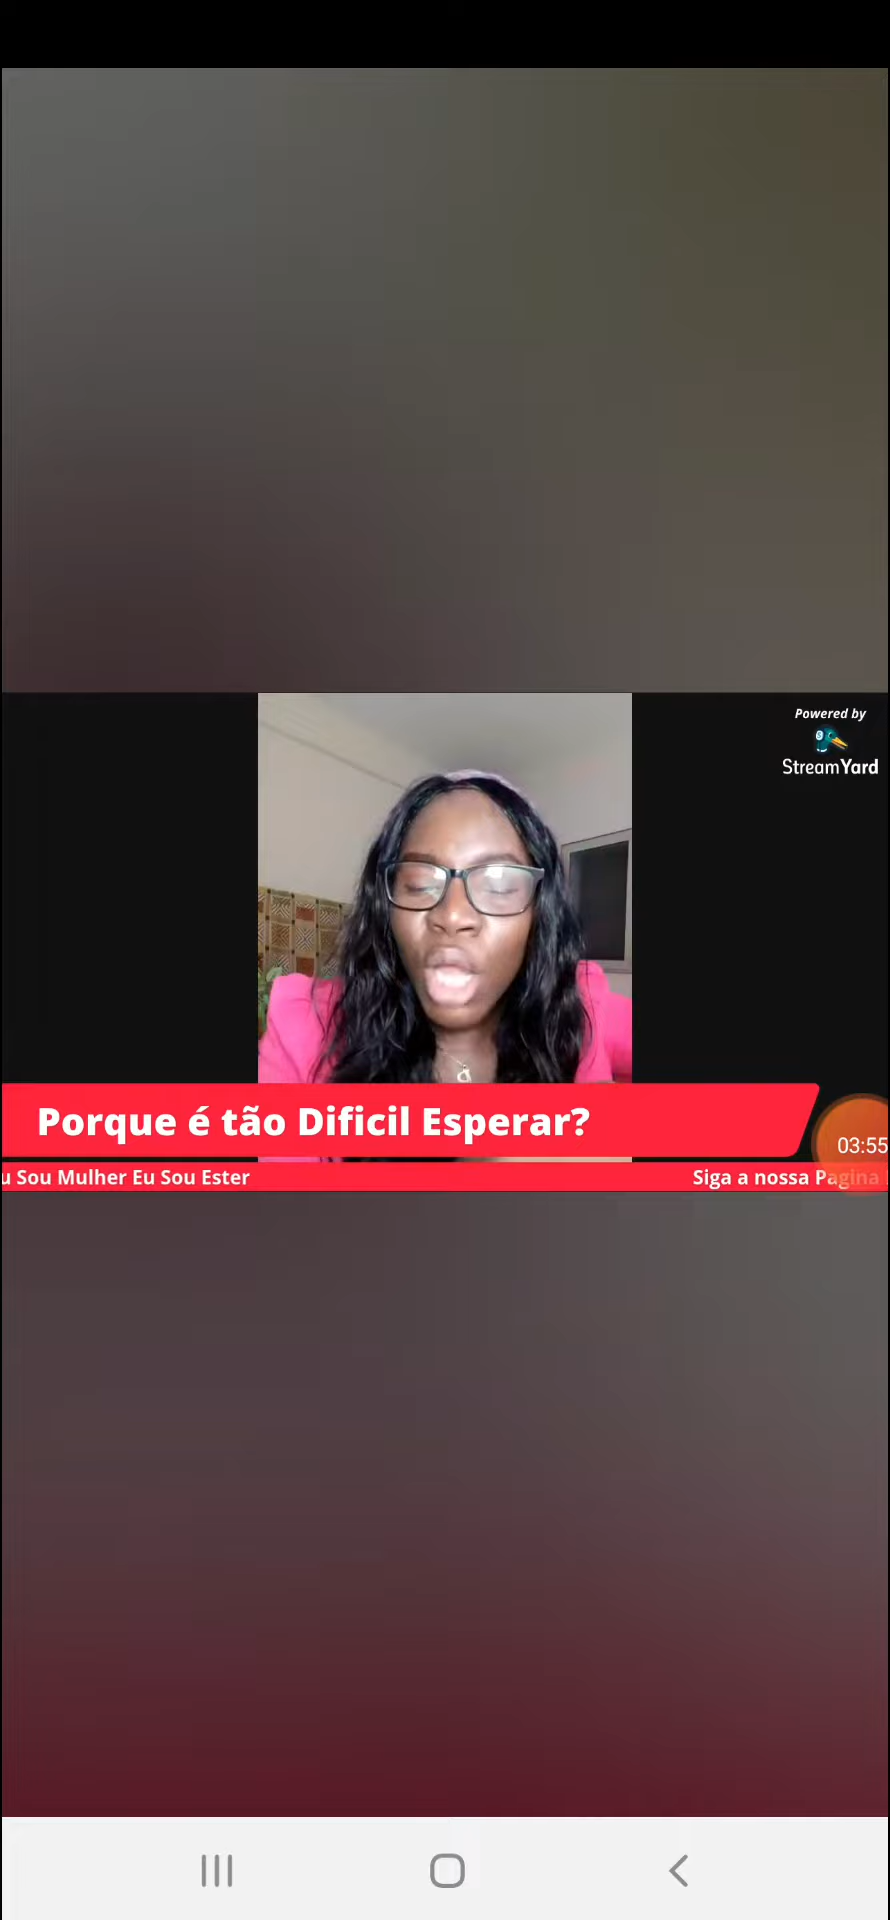 Powered by
StreamYard
Porque é tão Dificil Esperar?
03:55
u Sou Mulher Eu Sou Ester
Siga a nossa Pagina